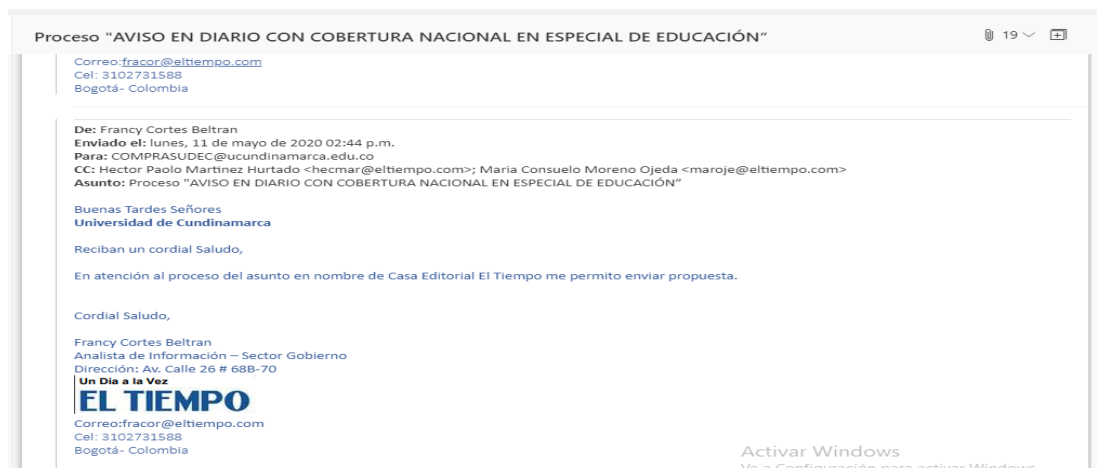 Proceso "AVISO EN DIARIO CON COBERTURA NACIONAL EN ESPECIAL DE EDUCACIÓN”
19
Correo:fracor@eltiempo.com
Cel: 3102731588
Bogotá- Colombia
De: Francy Cortes Beltran
Enviado el: lunes, 11 de mayo de 2020 02:44 p.m.
Para: COMPRASUDEC@ucundinamarca.edu.co
CC: Hector Paolo Martinez Hurtado <hecmar@eltiempo.com>; Maria Consuelo Moreno Ojeda <maroje@eltiempo.com>
Asunto: Proceso "AVISO EN DIARIO CON COBERTURA NACIONAL EN ESPECIAL DE EDUCACIÓN”
Buenas Tardes Señores
Universidad de Cundinamarca
Reciban un cordial Saludo,
En atención al proceso del asunto en nombre de Casa Editorial El Tiempo me permito enviar propuesta.
Cordial Saludo,
Francy Cortes Beltran
Analista de Información – Sector Gobierno
Dirección: Av. Calle 26 # 68B-70
Un Dia a la Vez
EL TIEMPO
Correo:fracor@eltiempo.com
Cel: 3102731588
Bogotá- Colombia
Activar Windows
Ve a Configuración para activar Windows